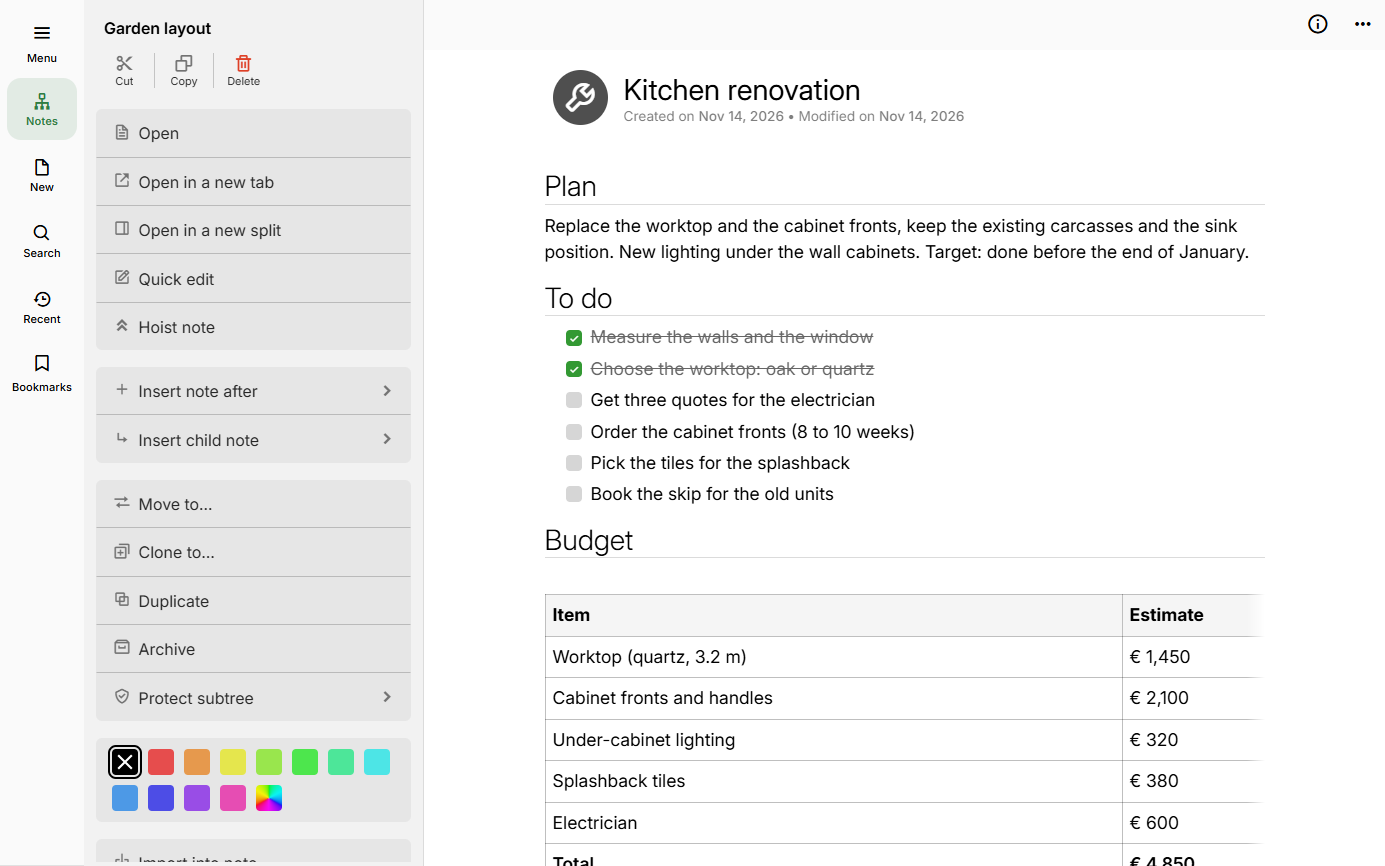 Menu
Notes
New
Search
Recent
Bookmarks
Garden layout
Cut
Copy
Delete
Open
Open in a new tab
Open in a new split
Quick edit
Hoist note
Insert note after
Insert child note
Move to...
Clone to...
Duplicate
Archive
Protect subtree
Import into note
Kitchen renovation
Created on Nov 14, 2026 • Modified on Nov 14, 2026
Plan
Replace the worktop and the cabinet fronts, keep the existing carcasses and the sink
position. New lighting under the wall cabinets. Target: done before the end of January.
To do
Measure the walls and the window
Choose the worktop: oak or quartz
Get three quotes for the electrician
Order the cabinet fronts (8 to 10 weeks)
Pick the tiles for the splashback
Book the skip for the old units
Budget
Item Estimate
Worktop (quartz, 3.2 m) € 1,450
Cabinet fronts and handles € 2,100
Under-cabinet lighting € 320
Splashback tiles € 380
Electrician € 600
Total € 4,850